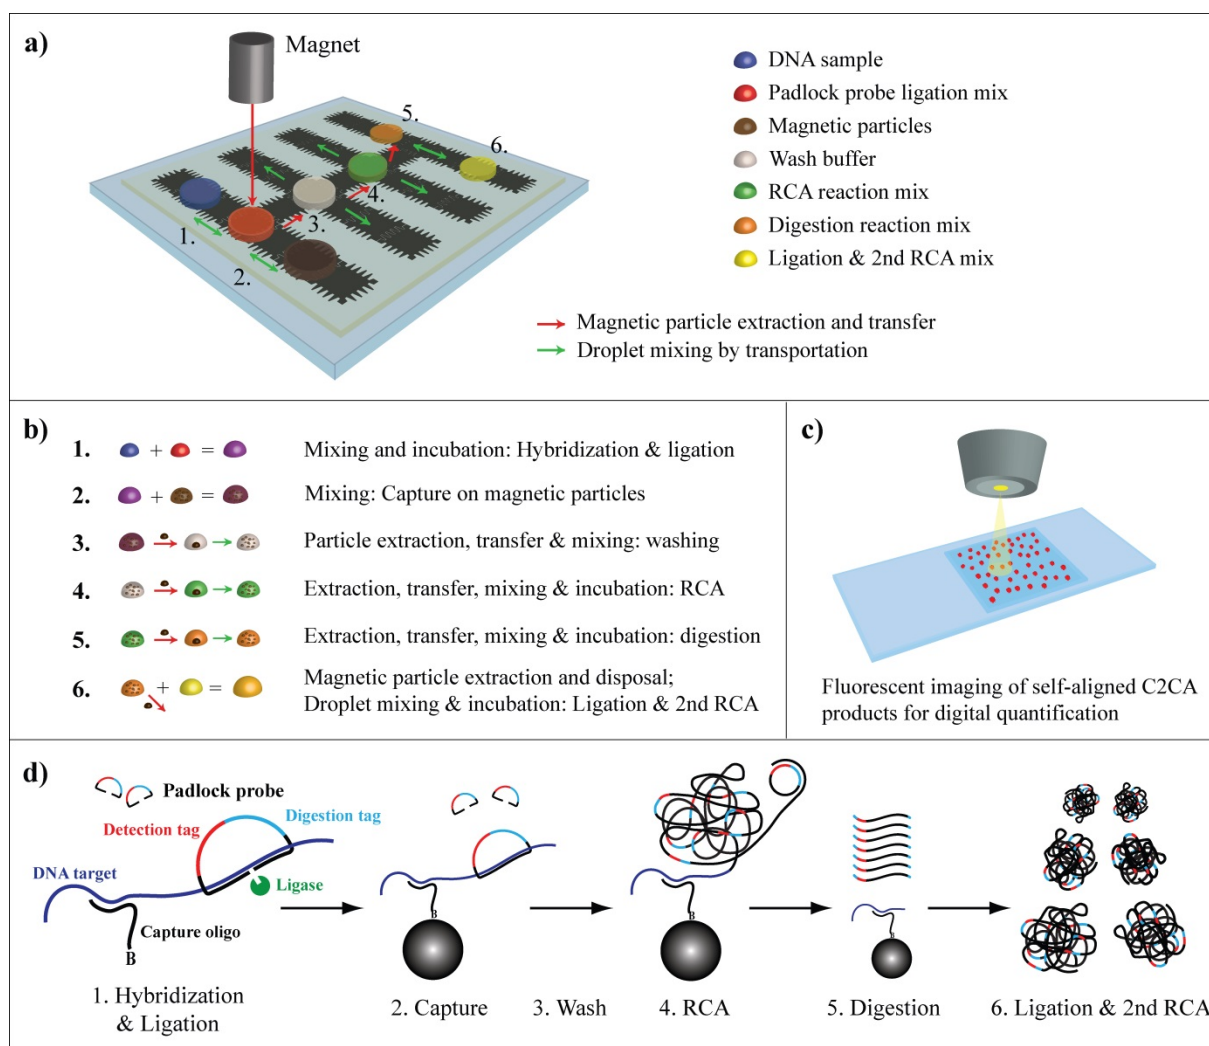 a)
Magnet
5.
6.
4.
3.
1.
2.
DNA sample
Padlock probe ligation mix
Magnetic particles
Wash buffer
RCA reaction mix
Digestion reaction mix
Ligation & 2nd RCA mix
Magnetic particle extraction and transfer
Droplet mixing by transportation
b)
1. + = Mixing and incubation: Hybridization & ligation
2. + = Mixing: Capture on magnetic particles
3. Particle extraction, transfer & mixing: washing
4. Extraction, transfer, mixing & incubation: RCA
5. Extraction, transfer, mixing & incubation: digestion
6. + = Magnetic particle extraction and disposal;
Droplet mixing & incubation: Ligation & 2nd RCA
c)
Fluorescent imaging of self-aligned C2CA
products for digital quantification
d)
Padlock probe
Detection tag
Digestion tag
DNA target
Ligase
Capture oligo
B
1. Hybridization
& Ligation
B
2. Capture
3. Wash
B
4. RCA
B
5. Digestion
6. Ligation & 2nd RCA